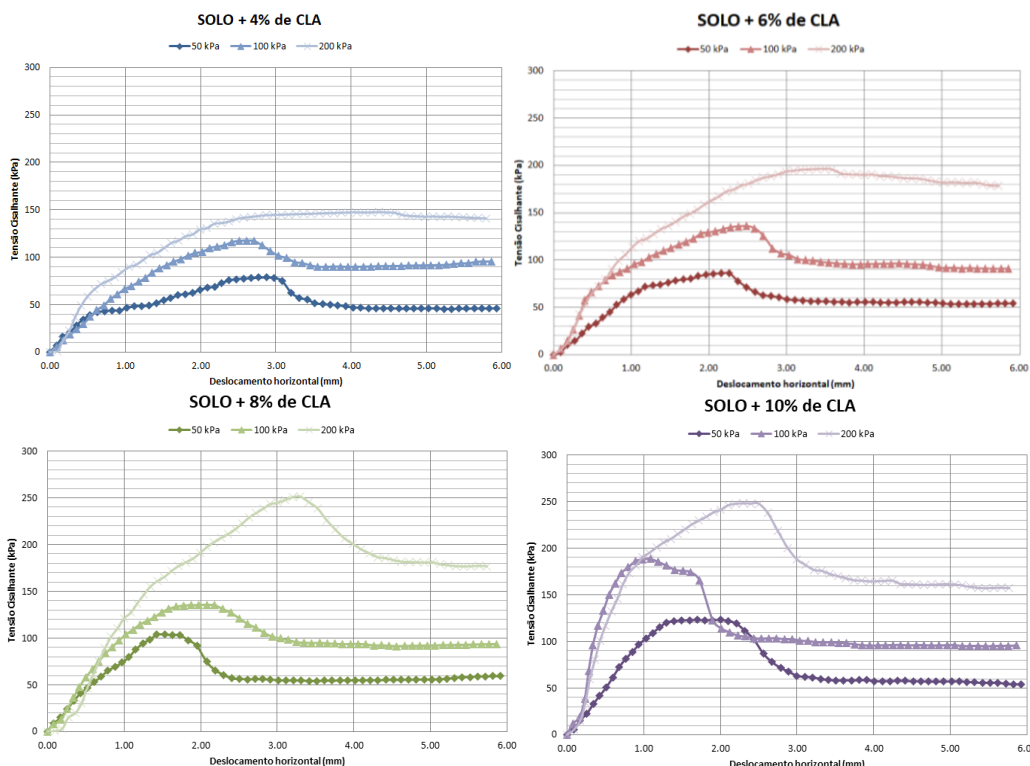 SOLO + 4% de CLA
50 kPa 100 kPa 200 kPa
Tensão Cisalhante (kPa)
300
250
200
150
100
50
0
0.00 1.00 2.00 3.00 4.00 5.00 6.00
Deslocamento horizontal (mm)
SOLO + 6% de CLA
50 kPa 100 kPa 200 kPa
Tensão Cisalhante (kPa)
300
250
200
150
100
50
0
0.00 1.00 2.00 3.00 4.00 5.00 6.00
Deslocamento horizontal (mm)
SOLO + 8% de CLA
50 kPa 100 kPa 200 kPa
Tensão Cisalhante (kPa)
300
250
200
150
100
50
0
0.00 1.00 2.00 3.00 4.00 5.00 6.00
Deslocamento horizontal (mm)
SOLO + 10% de CLA
50 kPa 100 kPa 200 kPa
Tensão Cisalhante (kPa)
300
250
200
150
100
50
0
0.00 1.00 2.00 3.00 4.00 5.00 6.0
Deslocamento horizontal (mm)